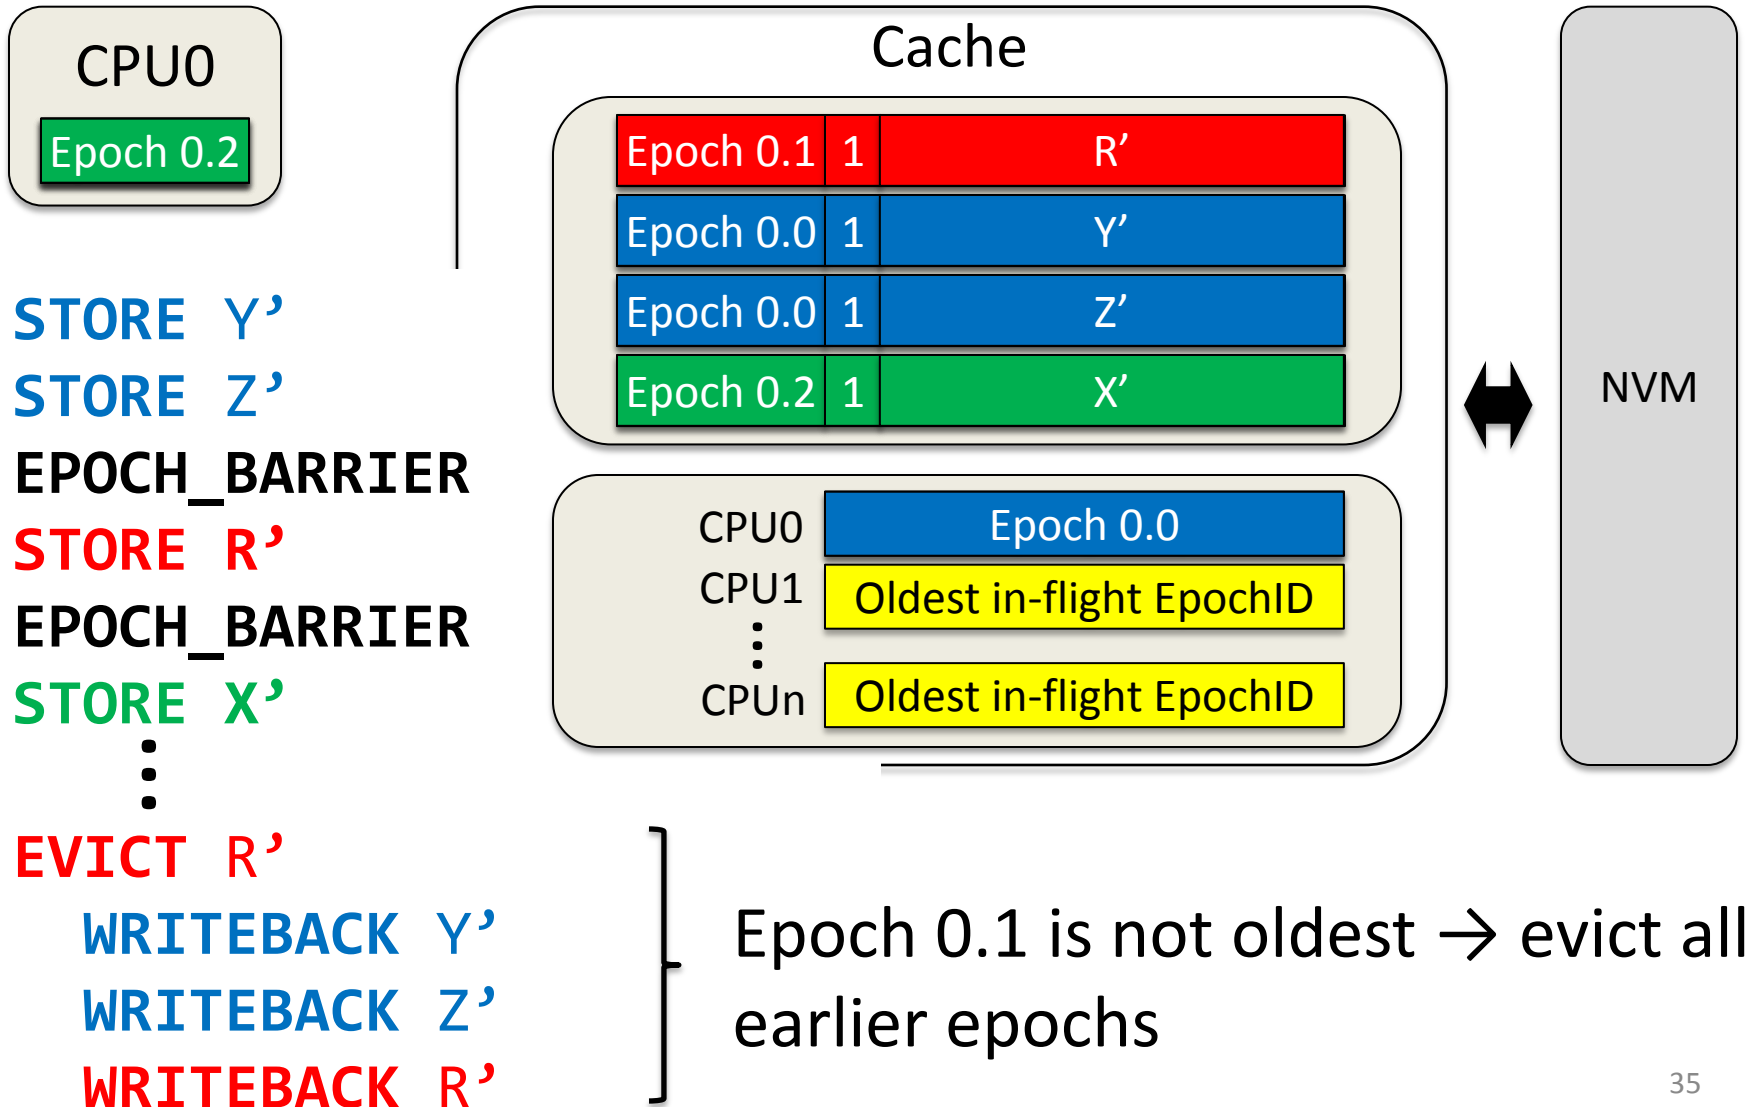 CPU0
Epoch 0.2
Cache
Epoch 0.1 1 R’
Epoch 0.0 1 Y’
Epoch 0.0 1 Z’
Epoch 0.2 1 X’
CPU0 Epoch 0.0
CPU1 Oldest in-flight EpochID
CPUn Oldest in-flight EpochID
NVM
STORE Y’
STORE Z’
EPOCH_BARRIER
STORE R’
EPOCH_BARRIER
STORE X’
EVICT R’
WRITEBACK Y’
WRITEBACK Z’
WRITEBACK R’
Epoch 0.1 is not oldest → evict all
earlier epochs
35